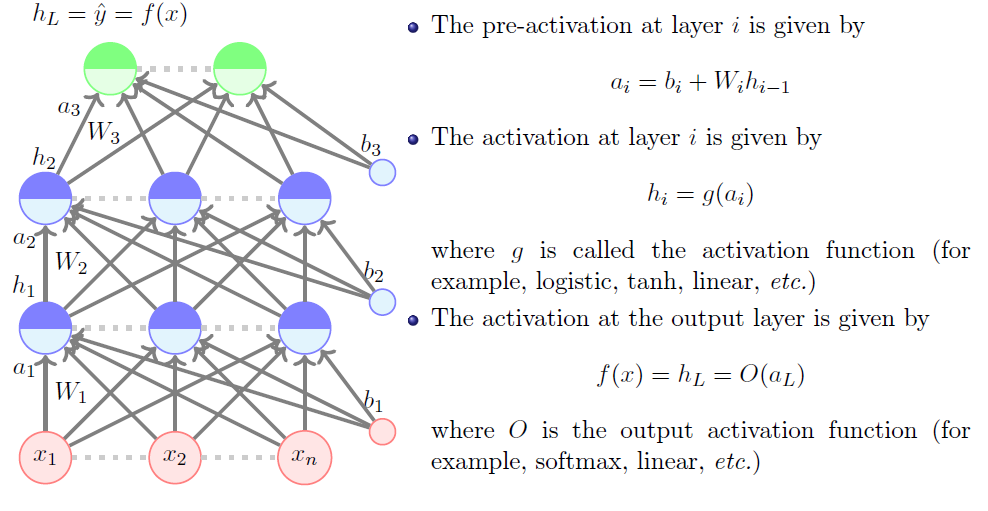 h_L = ŷ = f(x)
a_3
W_3
h_2
b_3
a_2
W_2
h_1
b_2
a_1
W_1
b_1
x_1 x_2 x_n
The pre-activation at layer i is given by
a_i = b_i + W_i h_{i−1}
The activation at layer i is given by
h_i = g(a_i)
where g is called the activation function (for
example, logistic, tanh, linear, etc.)
The activation at the output layer is given by
f(x) = h_L = O(a_L)
where O is the output activation function (for
example, softmax, linear, etc.)